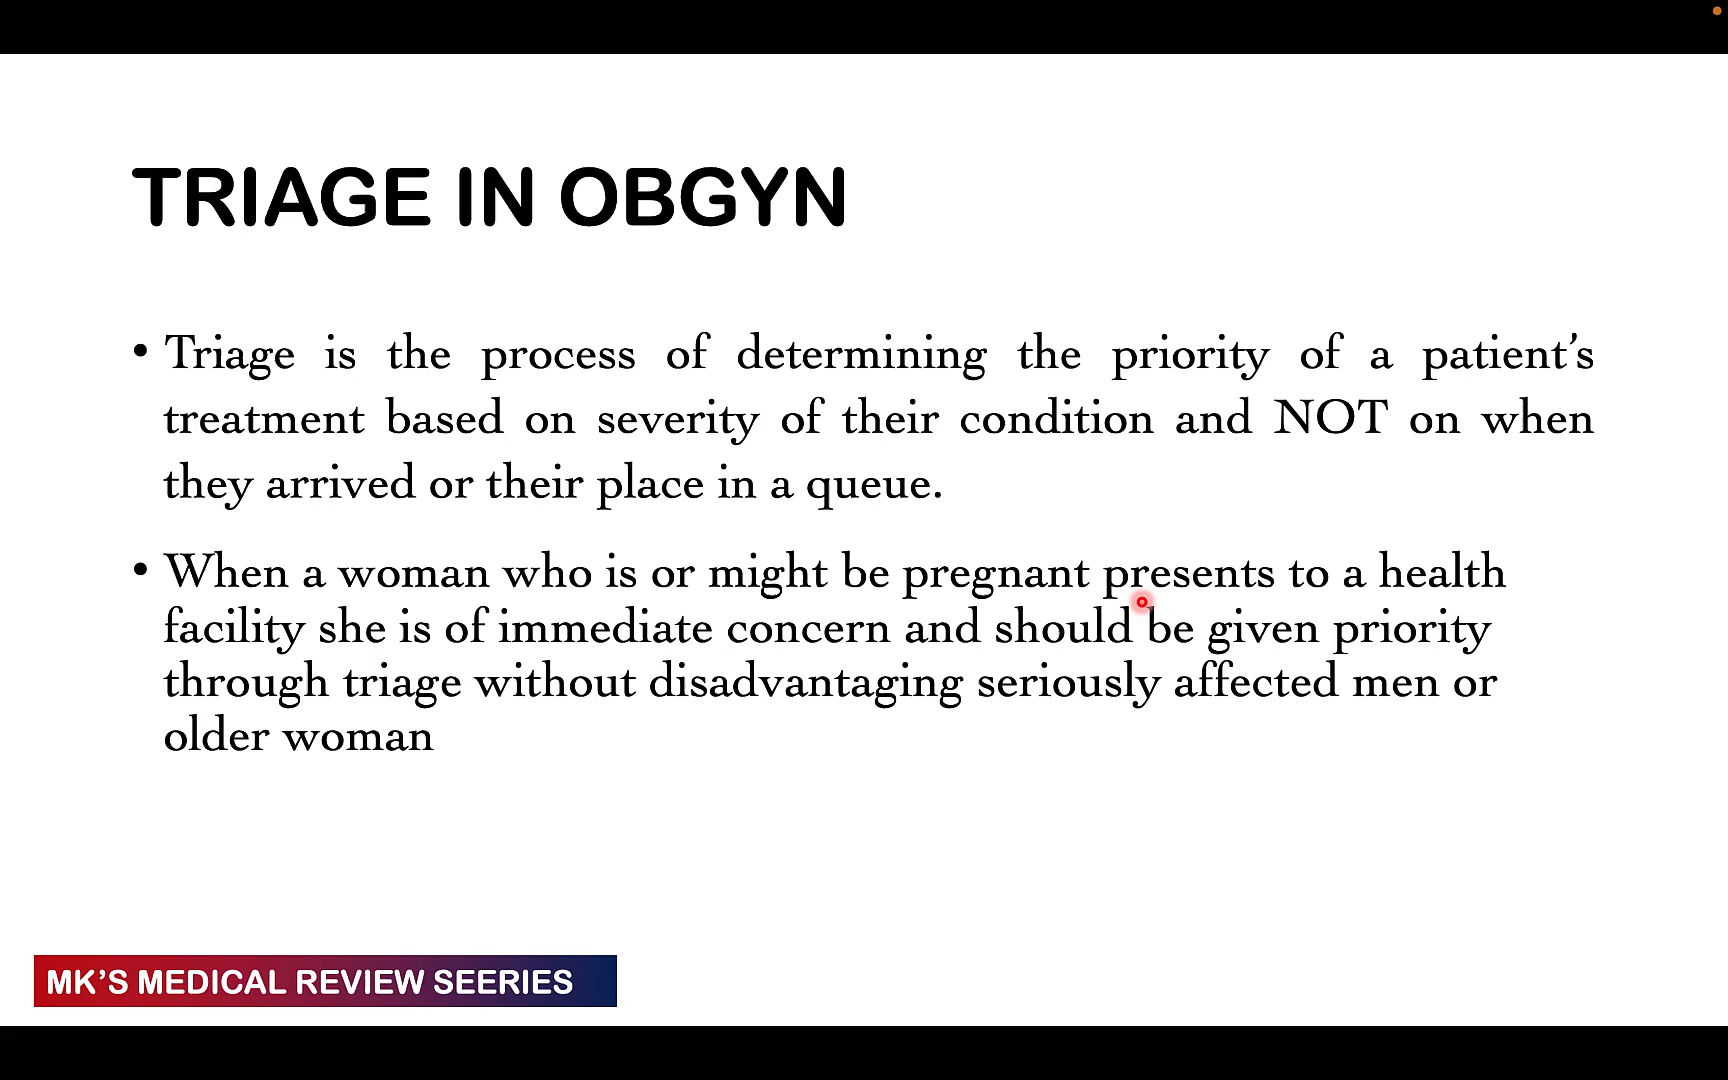 TRIAGE IN OBGYN
• Triage is the process of determining the priority of a patient’s
treatment based on severity of their condition and NOT on when
they arrived or their place in a queue.
• When a woman who is or might be pregnant presents to a health
facility she is of immediate concern and should be given priority
through triage without disadvantaging seriously affected men or
older woman
MK’S MEDICAL REVIEW SEERIES